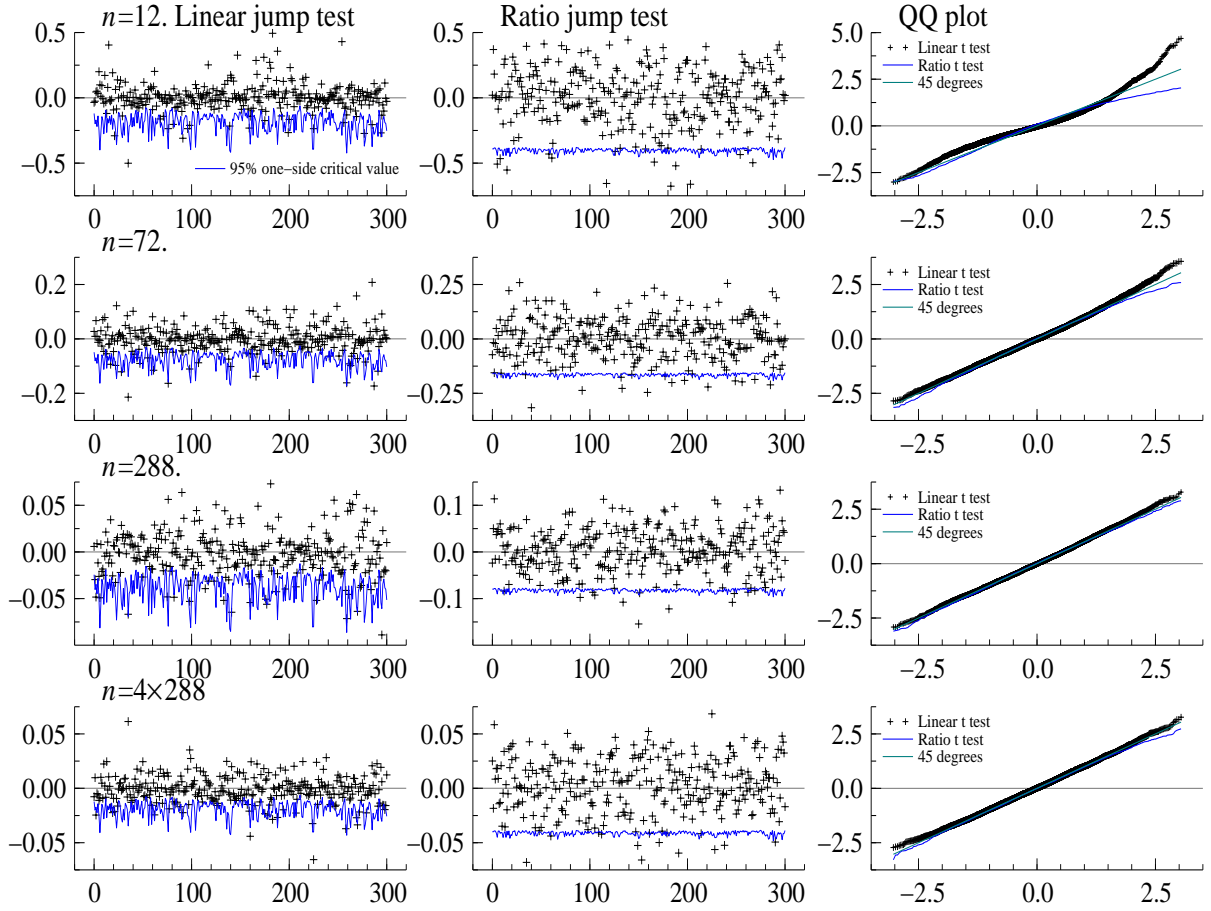 n=12. Linear jump test
Ratio jump test
QQ plot
0.5
0.0
−0.5
95% one−side critical value
0 100 200 300
0.5
0.0
−0.5
0 100 200 300
5.0
2.5
0.0
−2.5
Linear t test
Ratio t test
45 degrees
−2.5 0.0 2.5
n=72.
0.2
0.0
−0.2
0 100 200 300
0.25
0.00
−0.25
0 100 200 300
2.5
0.0
−2.5
Linear t test
Ratio t test
45 degrees
−2.5 0.0 2.5
n=288.
0.05
0.00
−0.05
0 100 200 300
0.1
0.0
−0.1
0 100 200 300
2.5
0.0
−2.5
Linear t test
Ratio t test
45 degrees
−2.5 0.0 2.5
n=4×288
0.05
0.00
−0.05
0 100 200 300
0.05
0.00
−0.05
0 100 200 300
2.5
0.0
−2.5
Linear t test
Ratio t test
45 degrees
−2.5 0.0 2.5